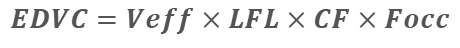 EDVC = Veff × LFL × CF × Focc